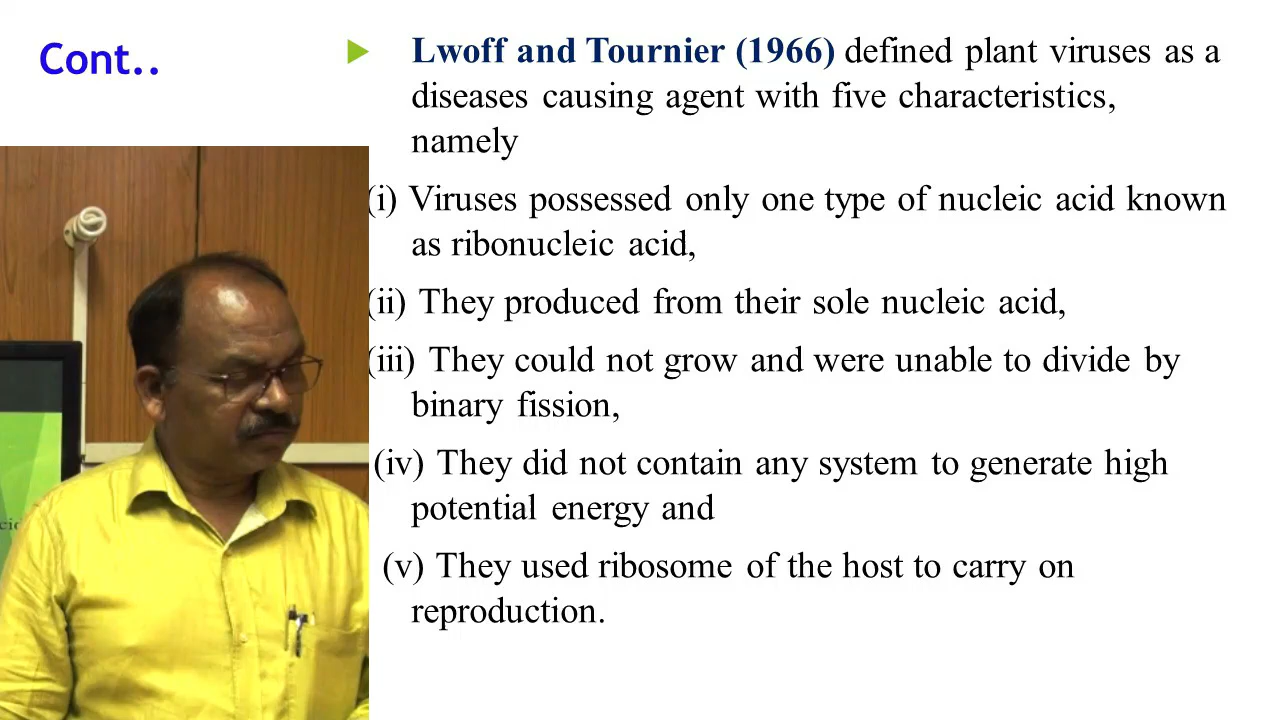 Cont..
Lwoff and Tournier (1966) defined plant viruses as a
diseases causing agent with five characteristics,
namely
(i) Viruses possessed only one type of nucleic acid known
as ribonucleic acid,
(ii) They produced from their sole nucleic acid,
(iii) They could not grow and were unable to divide by
binary fission,
(iv) They did not contain any system to generate high
potential energy and
(v) They used ribosome of the host to carry on
reproduction.